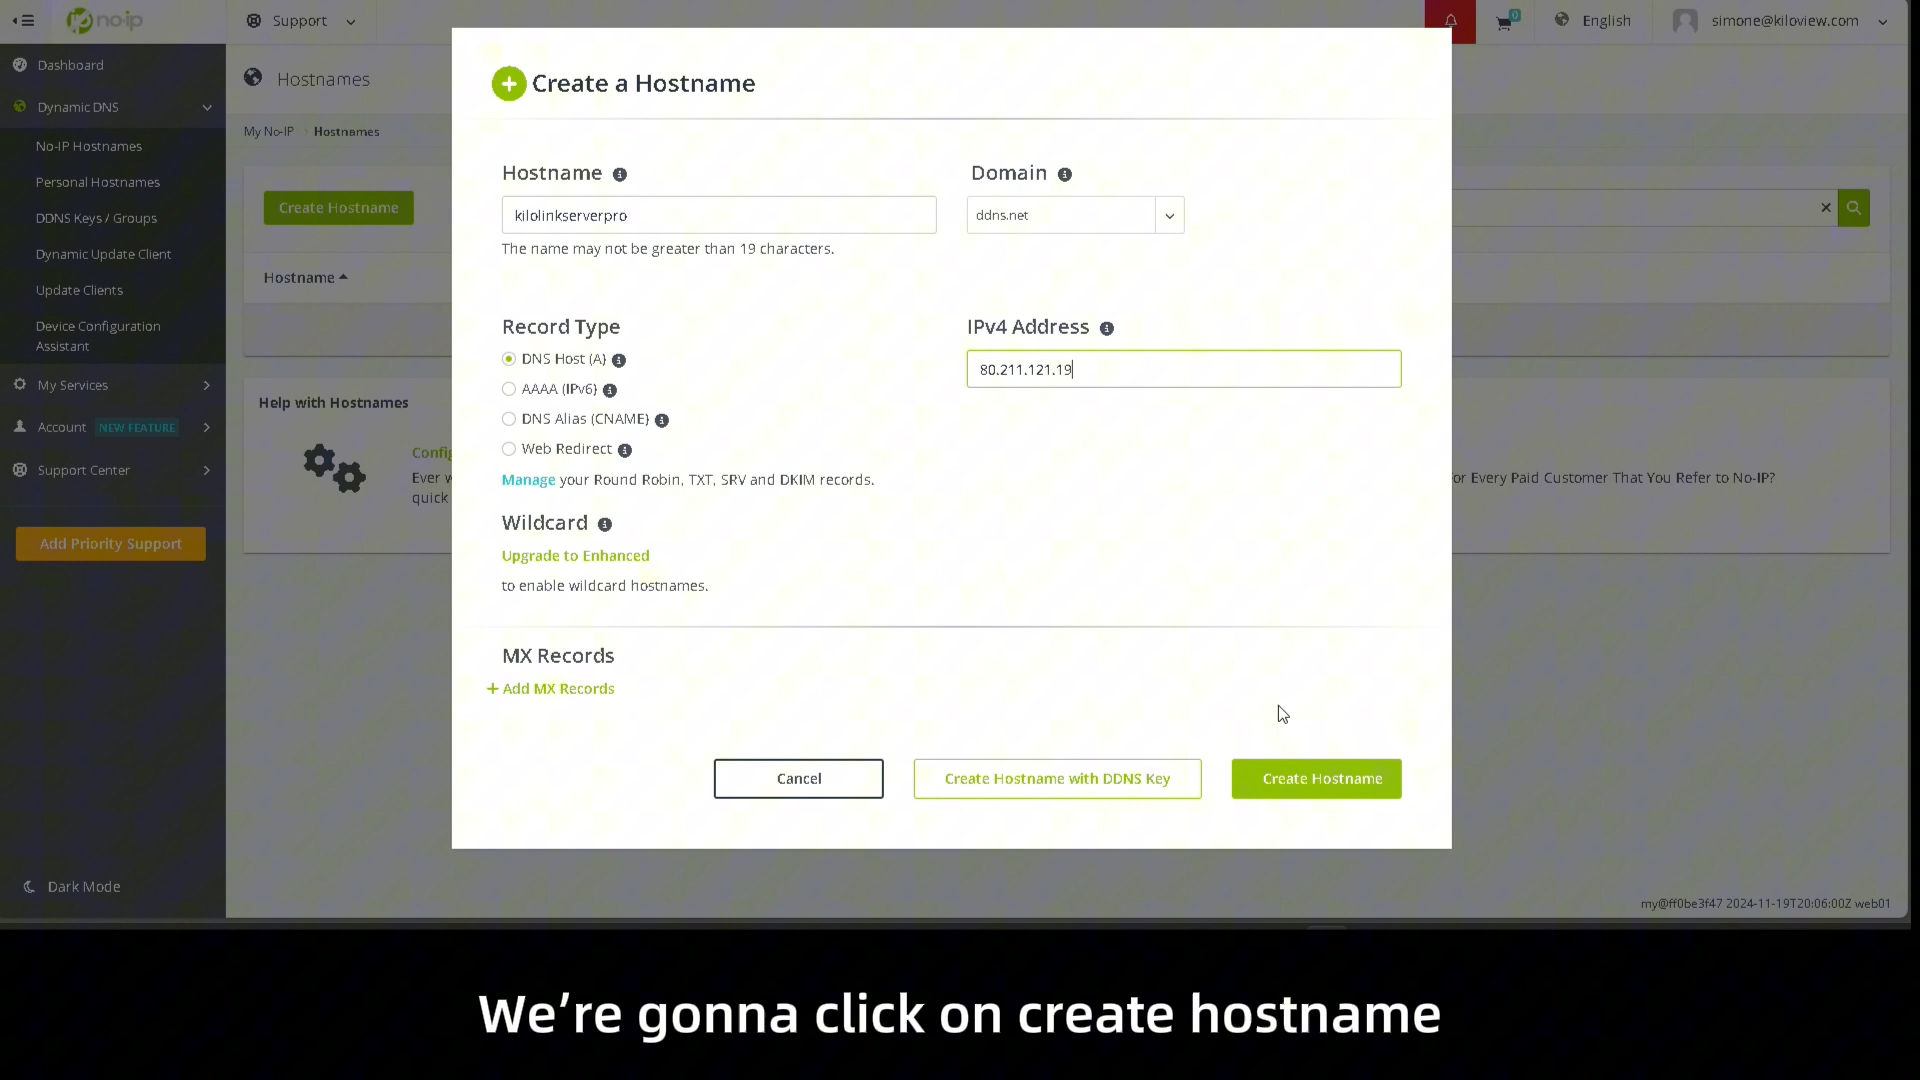 no-ip
Support
English
simone@kiloview.com
0
Dashboard
Dynamic DNS
No-IP Hostnames
Personal Hostnames
DDNS Keys / Groups
Dynamic Update Client
Update Clients
Device Configuration
Assistant
My Services
Account NEW FEATURE
Support Center
Add Priority Support
Dark Mode
Hostnames
My No-IP Hostnames
Create Hostname
Hostname
Help with Hostnames
Ever
quick
or Every Paid Customer That You Refer to No-IP?
Create a Hostname
Hostname
kilolinkserverpro
The name may not be greater than 19 characters.
Domain
ddns.net
Record Type
DNS Host (A)
AAAA (IPv6)
DNS Alias (CNAME)
Web Redirect
Manage your Round Robin, TXT, SRV and DKIM records.
IPv4 Address
80.211.121.19
Wildcard
Upgrade to Enhanced
to enable wildcard hostnames.
MX Records
+ Add MX Records
Cancel
Create Hostname with DDNS Key
Create Hostname
my@ff0be3f47 2024-11-19T20:06:00Z web01
We're gonna click on create hostname